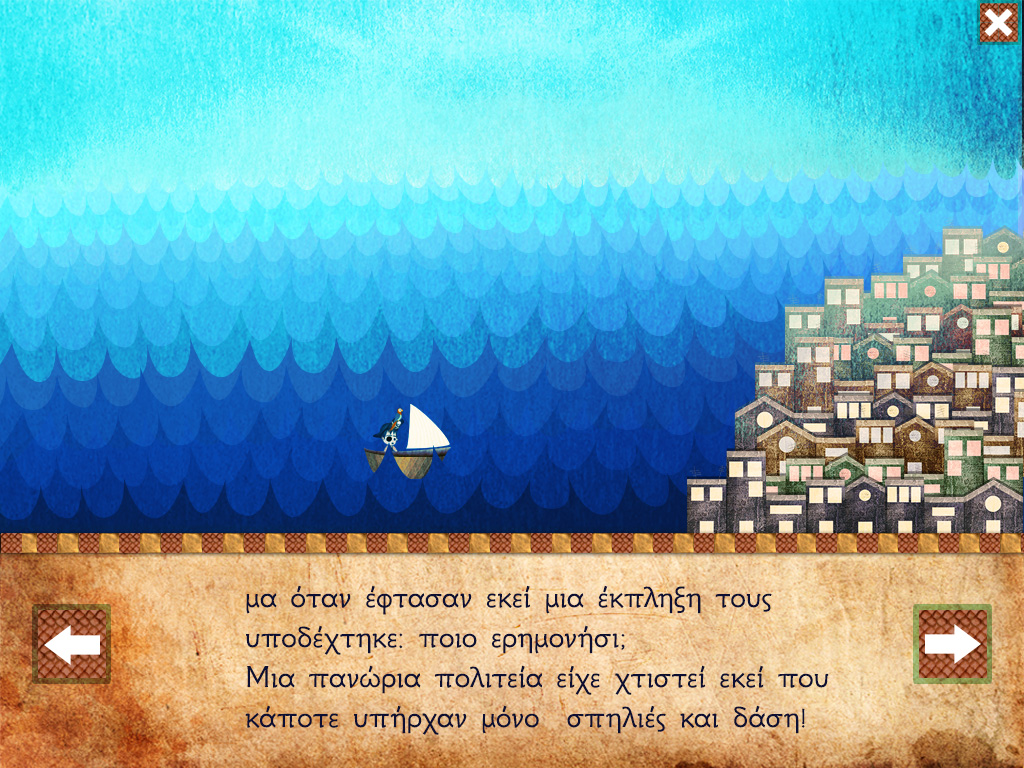 μα όταν έφτασαν εκεί μια έκπληξη τους
υποδέχτηκε: ποιο ερημονήσι;
Μια πανώρια πολιτεία είχε χτιστεί εκεί που
κάποτε υπήρχαν μόνο σπηλιές και δάση!